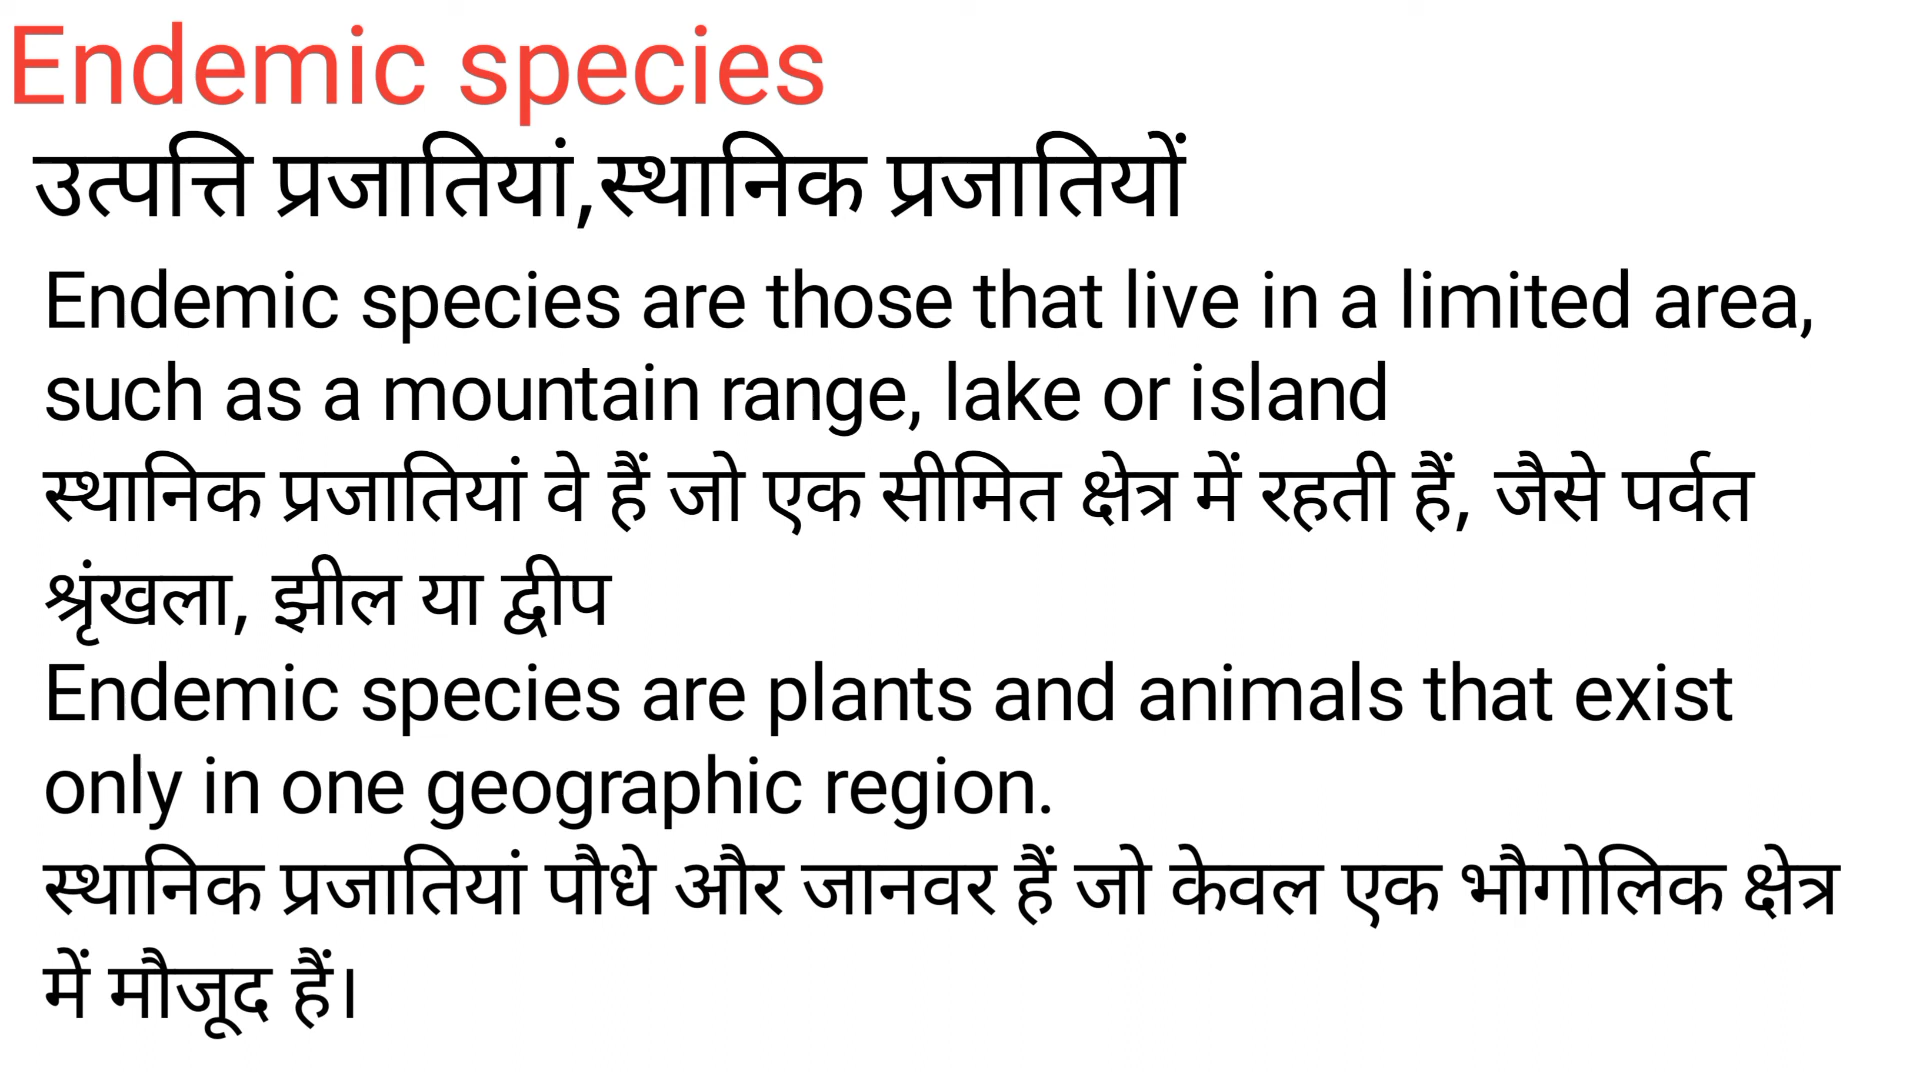 Endemic species
उत्पत्ति प्रजातियां,स्थानिक प्रजातियों
Endemic species are those that live in a limited area,
such as a mountain range, lake or island
स्थानिक प्रजातियां वे हैं जो एक सीमित क्षेत्र में रहती हैं, जैसे पर्वत
श्रृंखला, झील या द्वीप
Endemic species are plants and animals that exist
only in one geographic region.
स्थानिक प्रजातियां पौधे और जानवर हैं जो केवल एक भौगोलिक क्षेत्र
में मौजूद हैं।